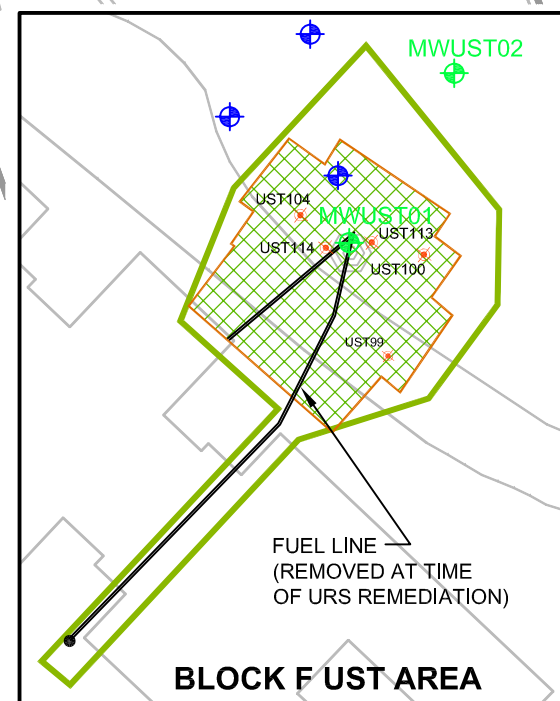 MWUST02
UST104
MWUST01
UST113
UST114
UST100
UST99
FUEL LINE
(REMOVED AT TIME
OF URS REMEDIATION)
BLOCK F UST AREA